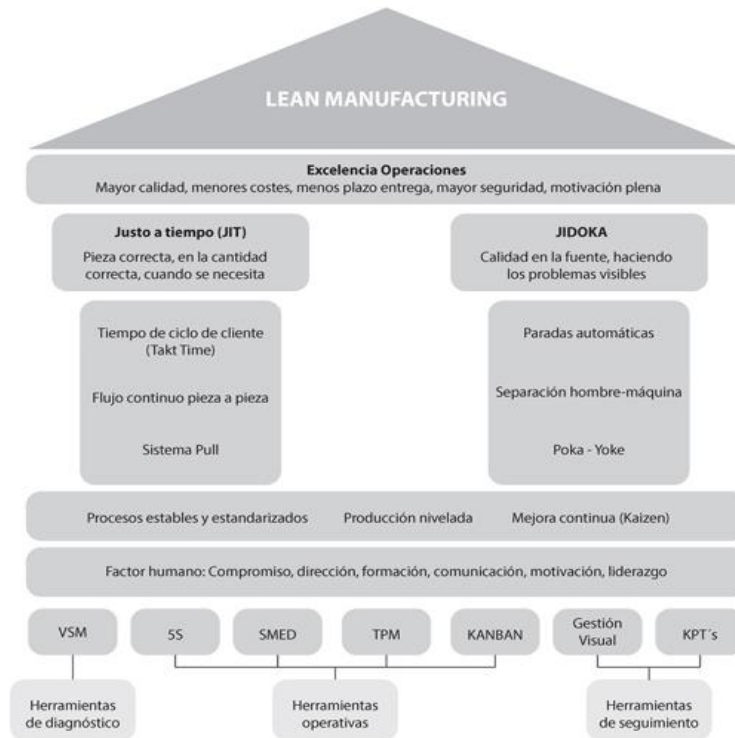 LEAN MANUFACTURING
Excelencia Operaciones
Mayor calidad, menores costes, menos plazo entrega, mayor seguridad, motivación plena
Justo a tiempo (JIT)
Pieza correcta, en la cantidad
correcta, cuando se necesita
JIDOKA
Calidad en la fuente, haciendo
los problemas visibles
Tiempo de ciclo de cliente
(Takt Time)
Flujo continuo pieza a pieza
Sistema Pull
Paradas automáticas
Separación hombre-máquina
Poka - Yoke
Procesos estables y estandarizados
Producción nivelada
Mejora continua (Kaizen)
Factor humano: Compromiso, dirección, formación, comunicación, motivación, liderazgo
VSM
5S
SMED
TPM
KANBAN
Gestión
Visual
KPT´s
Herramientas
de diagnóstico
Herramientas
operativas
Herramientas
de seguimiento